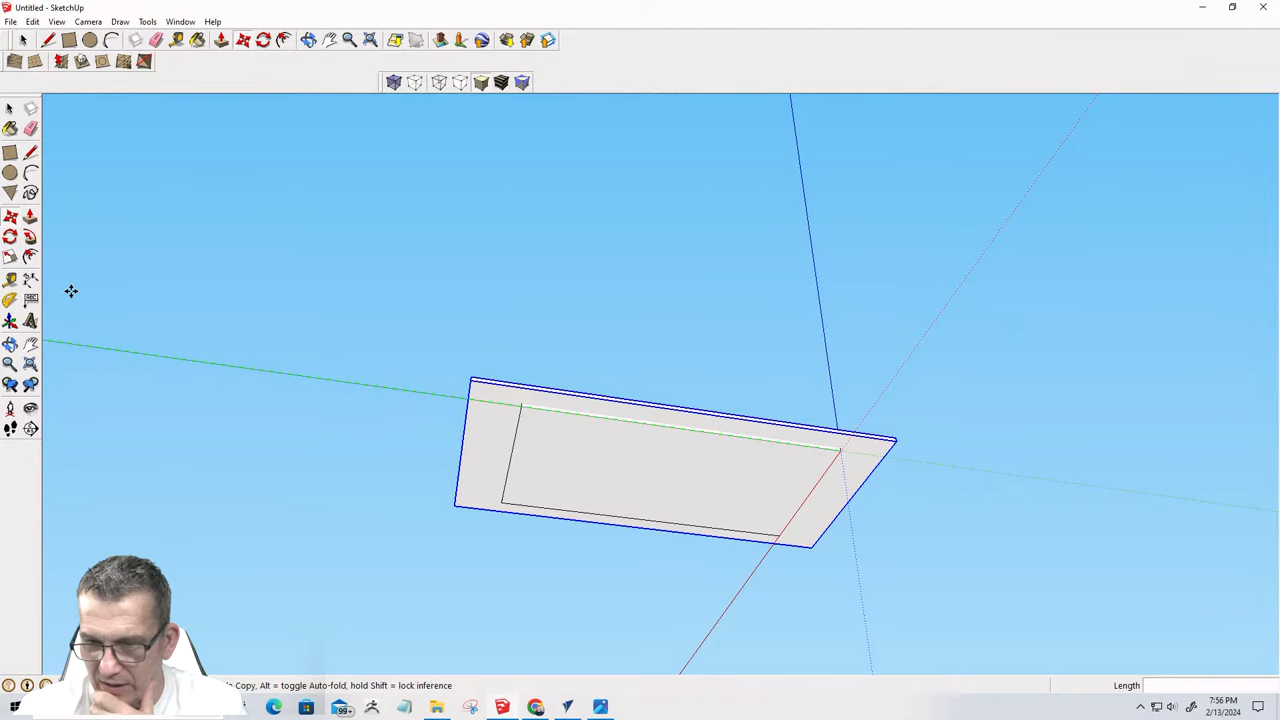 Untitled - SketchUp
File Edit View Camera Draw Tools Window Help
Copy, Alt = toggle Auto-fold, hold Shift = lock inference
Length
99+
7:56 PM
2/13/2024